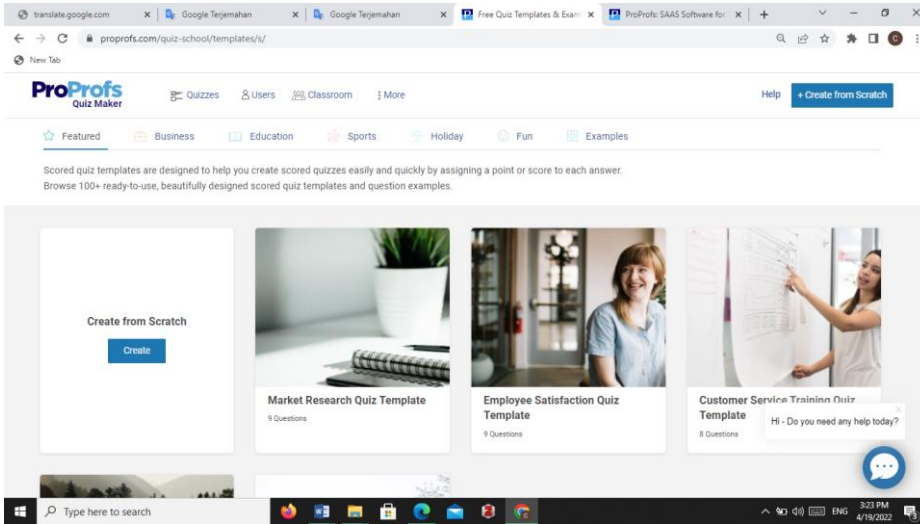 translate.google.com
Google Terjemahan
Google Terjemahan
Free Quiz Templates & Exam
ProProfs: SAAS Software for
proprofs.com/quiz-school/templates/s/
C
New Tab
ProProfs
Quiz Maker
Quizzes
Users
Classroom
More
Help
+ Create from Scratch
Featured
Business
Education
Sports
Holiday
Fun
Examples
Scored quiz templates are designed to help you create scored quizzes easily and quickly by assigning a point or score to each answer.
Browse 100+ ready-to-use, beautifully designed scored quiz templates and question examples.
Create from Scratch
Create
Market Research Quiz Template
9 Questions
Employee Satisfaction Quiz
Template
9 Questions
Customer Service Training Quiz
Template
8 Questions
Hi - Do you need any help today?
Type here to search
ENG
3:23 PM
4/19/2022